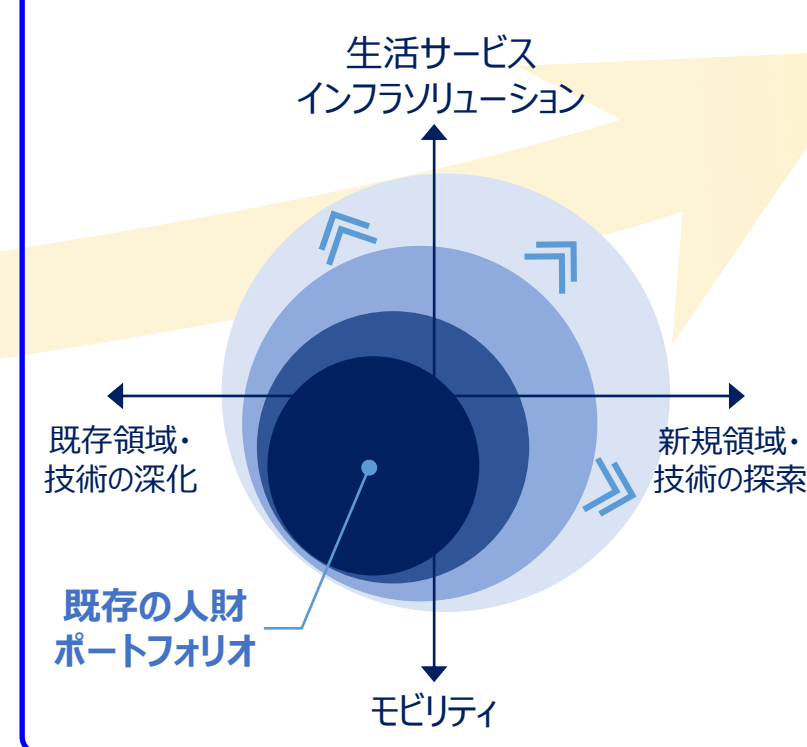 生活サービス
インフラソリューション
既存領域・
技術の深化
新規領域・
技術の探索
既存の人財
ポートフォリオ
モビリティ